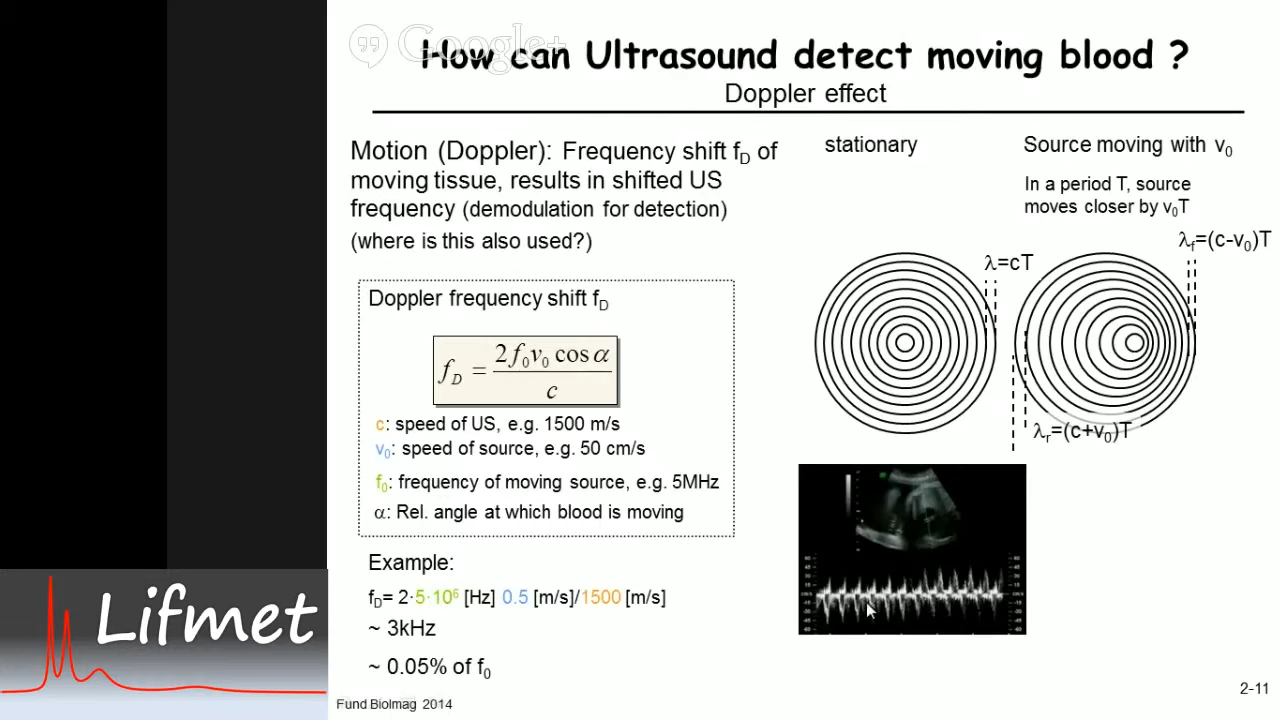 Google+
How can Ultrasound detect moving blood ?
Doppler effect
Motion (Doppler): Frequency shift fD of
moving tissue, results in shifted US
frequency (demodulation for detection)
(where is this also used?)
Doppler frequency shift fD
fD = 2 f0 v0 cos α / c
c: speed of US, e.g. 1500 m/s
v0: speed of source, e.g. 50 cm/s
f0: frequency of moving source, e.g. 5MHz
α: Rel. angle at which blood is moving
Example:
fD= 2·5·10⁶ [Hz] 0.5 [m/s]/1500 [m/s]
~ 3kHz
~ 0.05% of f0
stationary
Source moving with v0
In a period T, source
moves closer by v0T
λf=(c-v0)T
λ=cT
λr=(c+v0)T
Lifmet
Fund BioImag 2014
2-11